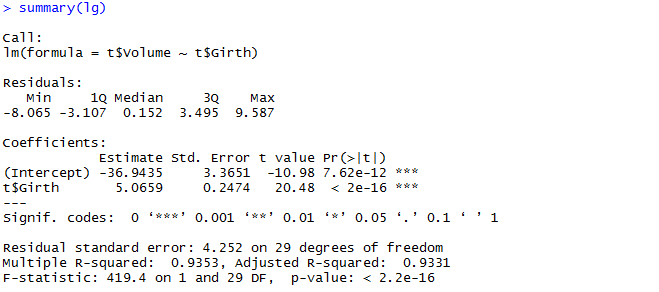 > summary(lg)
Call:
lm(formula = t$Volume ~ t$Girth)
Residuals:
   Min     1Q Median     3Q    Max
-8.065 -3.107  0.152  3.495  9.587
Coefficients:
            Estimate Std. Error t value Pr(>|t|)
(Intercept) -36.9435     3.3651  -10.98 7.62e-12 ***
t$Girth       5.0659     0.2474   20.48  < 2e-16 ***
---
Signif. codes:  0 ‘***’ 0.001 ‘**’ 0.01 ‘*’ 0.05 ‘.’ 0.1 ‘ ’ 1
Residual standard error: 4.252 on 29 degrees of freedom
Multiple R-squared:  0.9353, Adjusted R-squared:  0.9331
F-statistic: 419.4 on 1 and 29 DF,  p-value: < 2.2e-16